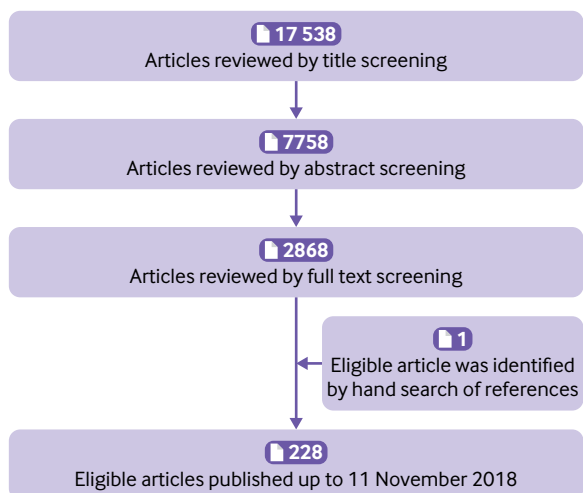 17 538
Articles reviewed by title screening
7758
Articles reviewed by abstract screening
2868
Articles reviewed by full text screening
1
Eligible article was identified
by hand search of references
228
Eligible articles published up to 11 November 2018